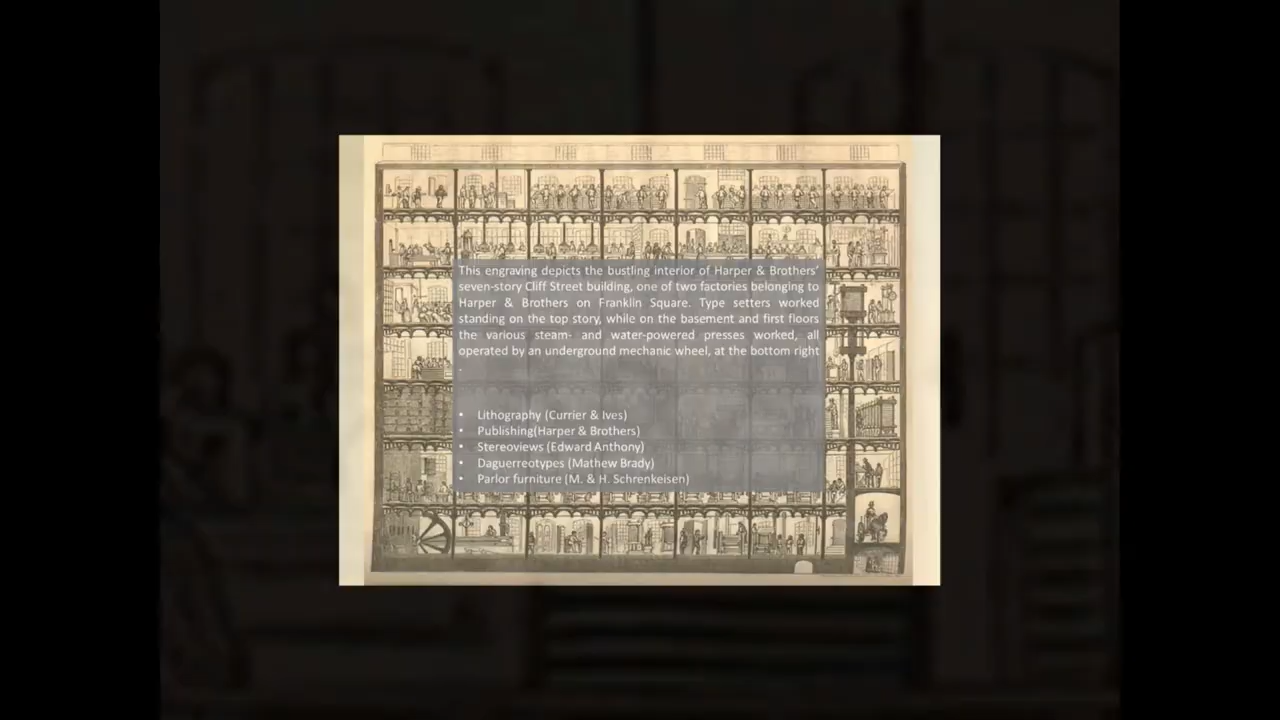 This engraving depicts the bustling interior of Harper & Brothers'
seven-story Cliff Street building, one of two factories belonging to
Harper & Brothers on Franklin Square. Type setters worked
standing on the top story, while on the basement and first floors
the various steam- and water-powered presses worked, all
operated by an underground mechanic wheel, at the bottom right
.
• Lithography (Currier & Ives)
• Publishing(Harper & Brothers)
• Stereoviews (Edward Anthony)
• Daguerreotypes (Mathew Brady)
• Parlor furniture (M. & H. Schrenkeisen)